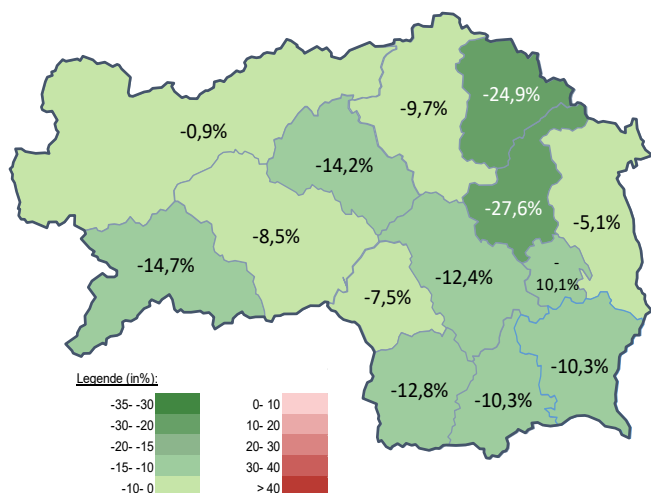 -24,9%
-9,7%
-0,9%
-14,2%
-27,6%
-5,1%
-8,5%
-14,7%
-12,4%
-
10,1%
-7,5%
-10,3%
-12,8%
-10,3%
Legende (in%):
-35- -30 0- 10
-30- -20 10- 20
-20- -15 20- 30
-15- -10 30- 40
-10- 0 > 40